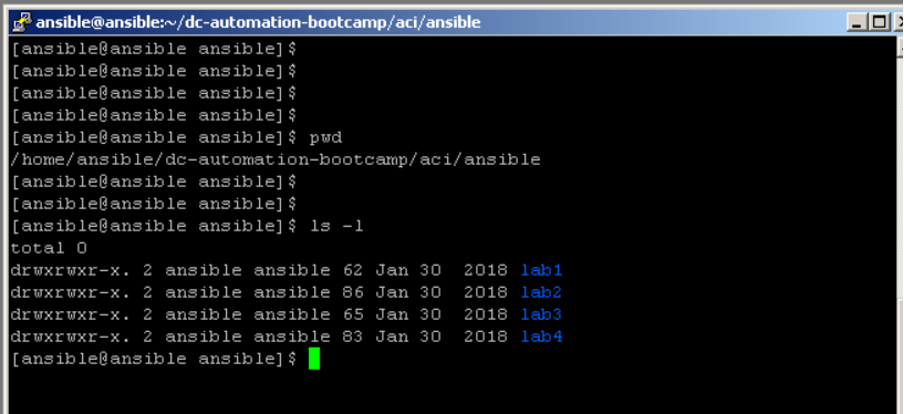 ansible@ansible:~/dc-automation-bootcamp/aci/ansible
[ansible@ansible ansible]$
[ansible@ansible ansible]$
[ansible@ansible ansible]$
[ansible@ansible ansible]$
[ansible@ansible ansible]$ pwd
/home/ansible/dc-automation-bootcamp/aci/ansible
[ansible@ansible ansible]$
[ansible@ansible ansible]$
[ansible@ansible ansible]$ ls -l
total 0
drwxrwxr-x. 2 ansible ansible 62 Jan 30  2018 lab1
drwxrwxr-x. 2 ansible ansible 86 Jan 30  2018 lab2
drwxrwxr-x. 2 ansible ansible 65 Jan 30  2018 lab3
drwxrwxr-x. 2 ansible ansible 83 Jan 30  2018 lab4
[ansible@ansible ansible]$